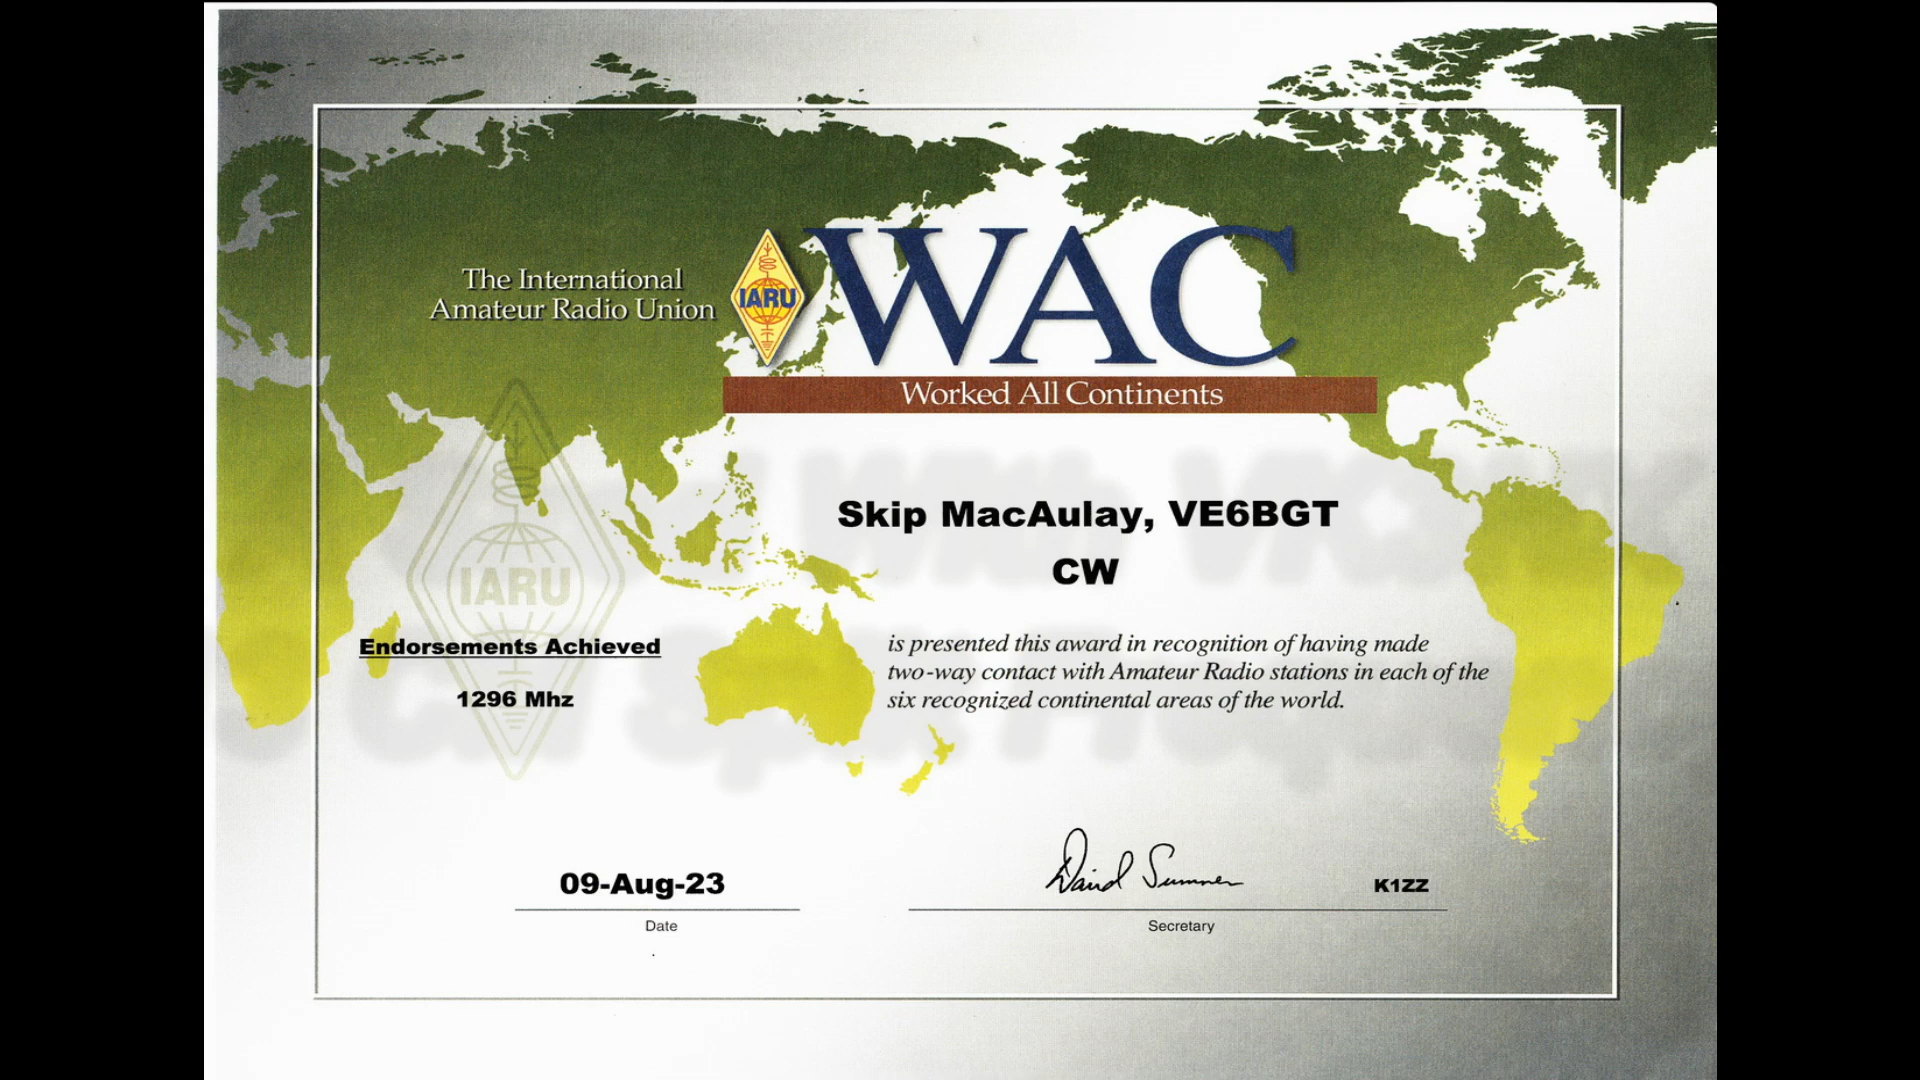 The International
Amateur Radio Union
IARU
WAC
Worked All Continents
Skip MacAulay, VE6BGT
CW
IARU
Endorsements Achieved
1296 Mhz
is presented this award in recognition of having made
two-way contact with Amateur Radio stations in each of the
six recognized continental areas of the world.
09-Aug-23
David Sumner
K1ZZ
Date
Secretary